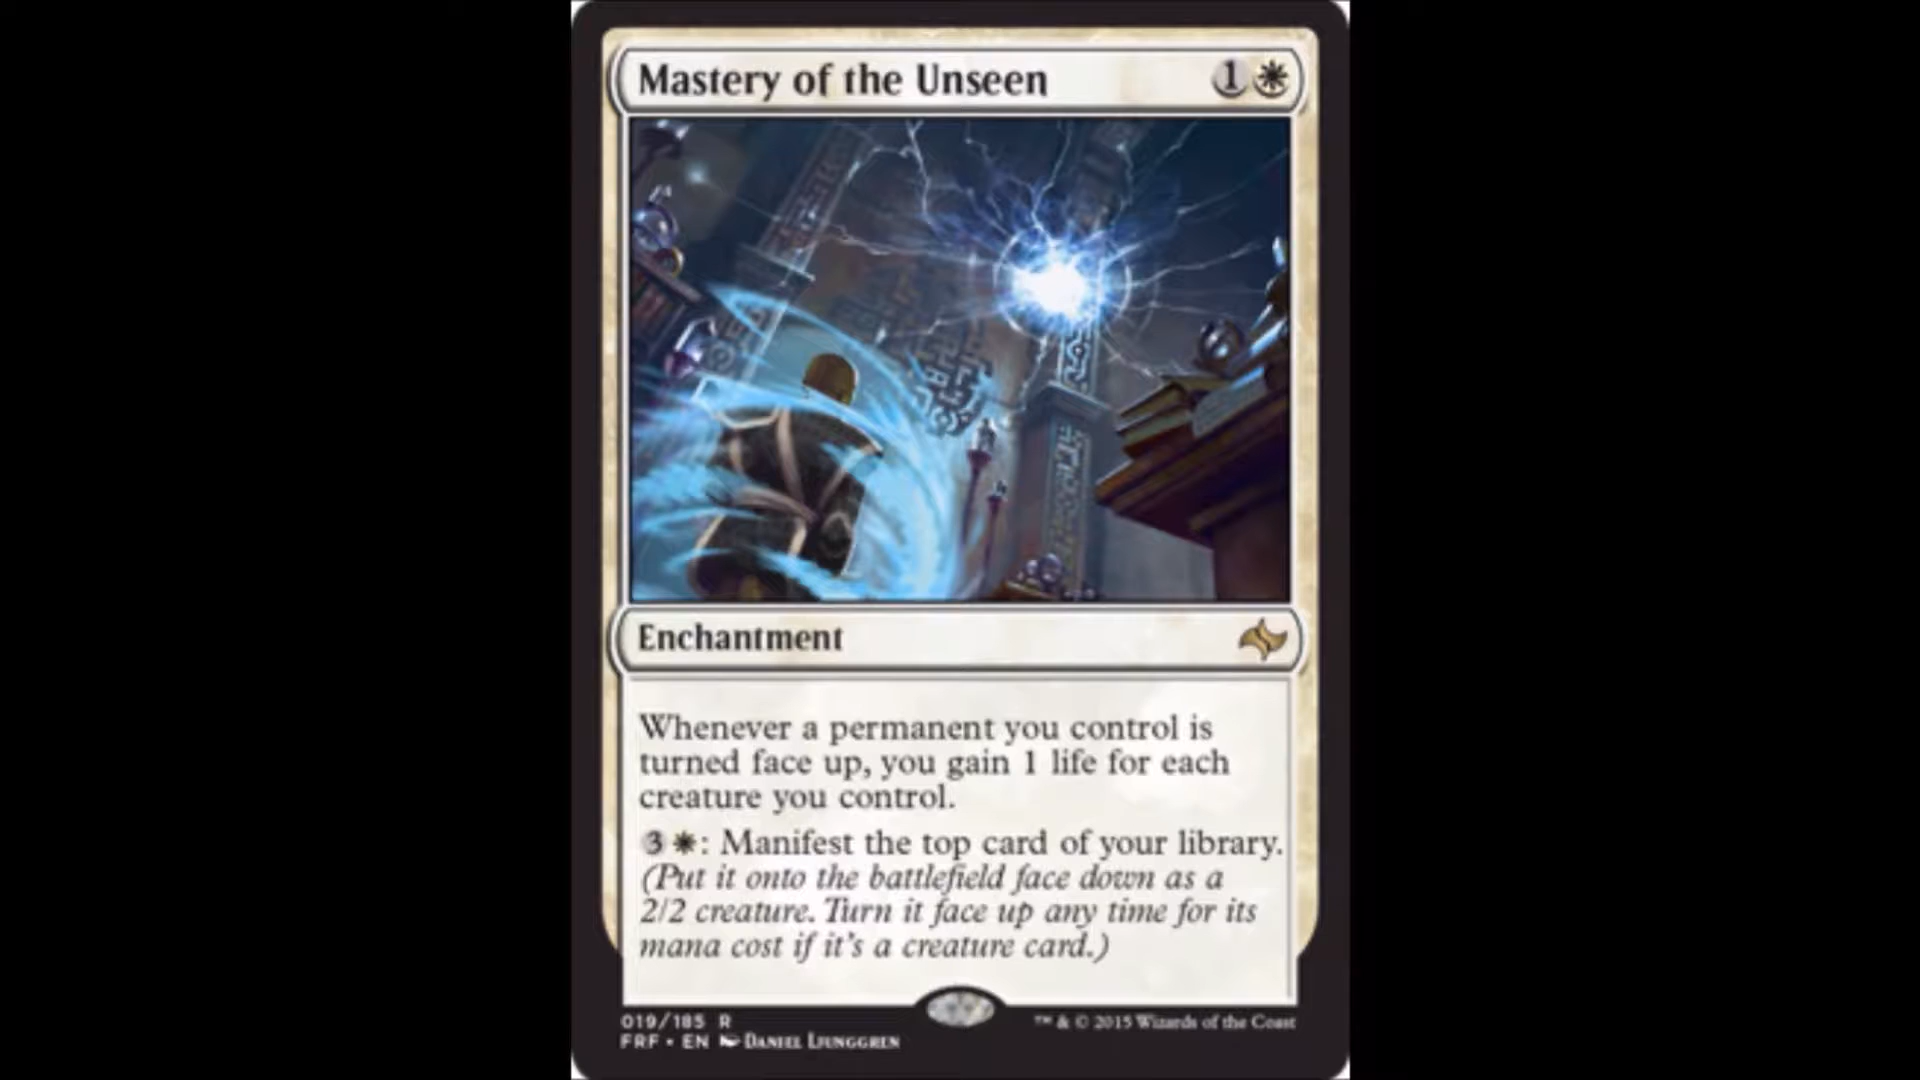 Mastery of the Unseen 1
Enchantment
Whenever a permanent you control is
turned face up, you gain 1 life for each
creature you control.
3 : Manifest the top card of your library.
(Put it onto the battlefield face down as a
2/2 creature. Turn it face up any time for its
mana cost if it's a creature card.)
019/185 R
™ & © 2015 Wizards of the Coast
FRF • EN Daniel Ljunggren